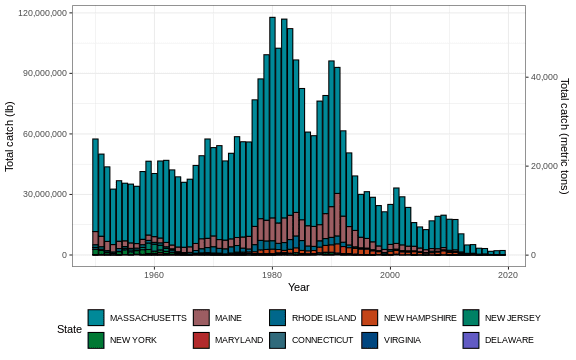 120,000,000
90,000,000
60,000,000
30,000,000
0
Total catch (lb)
40,000
20,000
0
Total catch (metric tons)
1960
1980
2000
2020
Year
State
MASSACHUSETTS
MAINE
RHODE ISLAND
NEW HAMPSHIRE
NEW JERSEY
NEW YORK
MARYLAND
CONNECTICUT
VIRGINIA
DELAWARE